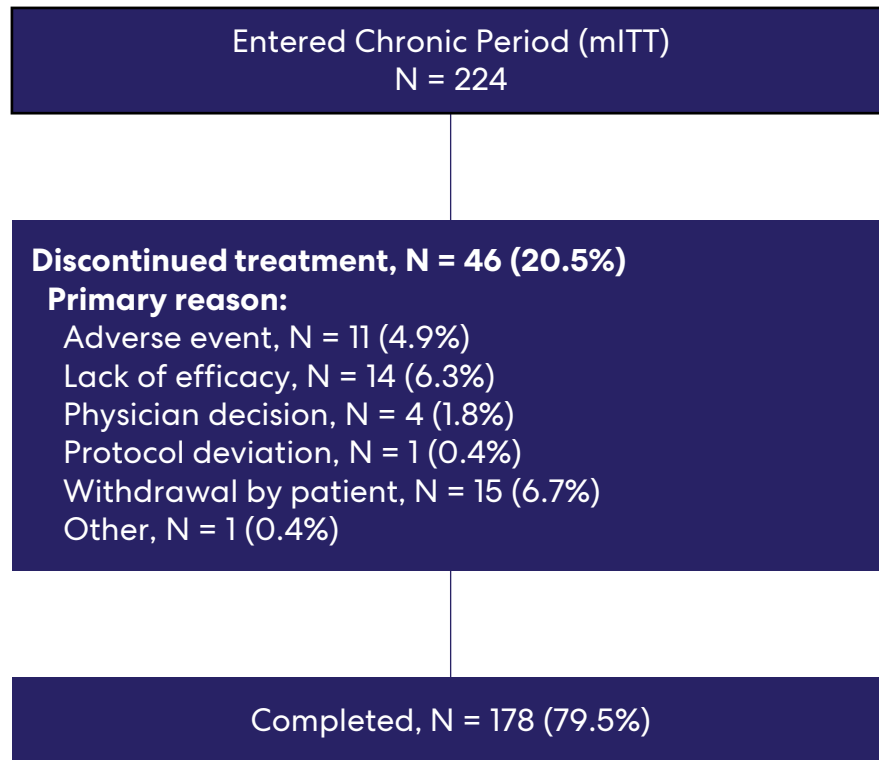 Entered Chronic Period (mITT)
N = 224
Discontinued treatment, N = 46 (20.5%)
Primary reason:
Adverse event, N = 11 (4.9%)
Lack of efficacy, N = 14 (6.3%)
Physician decision, N = 4 (1.8%)
Protocol deviation, N = 1 (0.4%)
Withdrawal by patient, N = 15 (6.7%)
Other, N = 1 (0.4%)
Completed, N = 178 (79.5%)